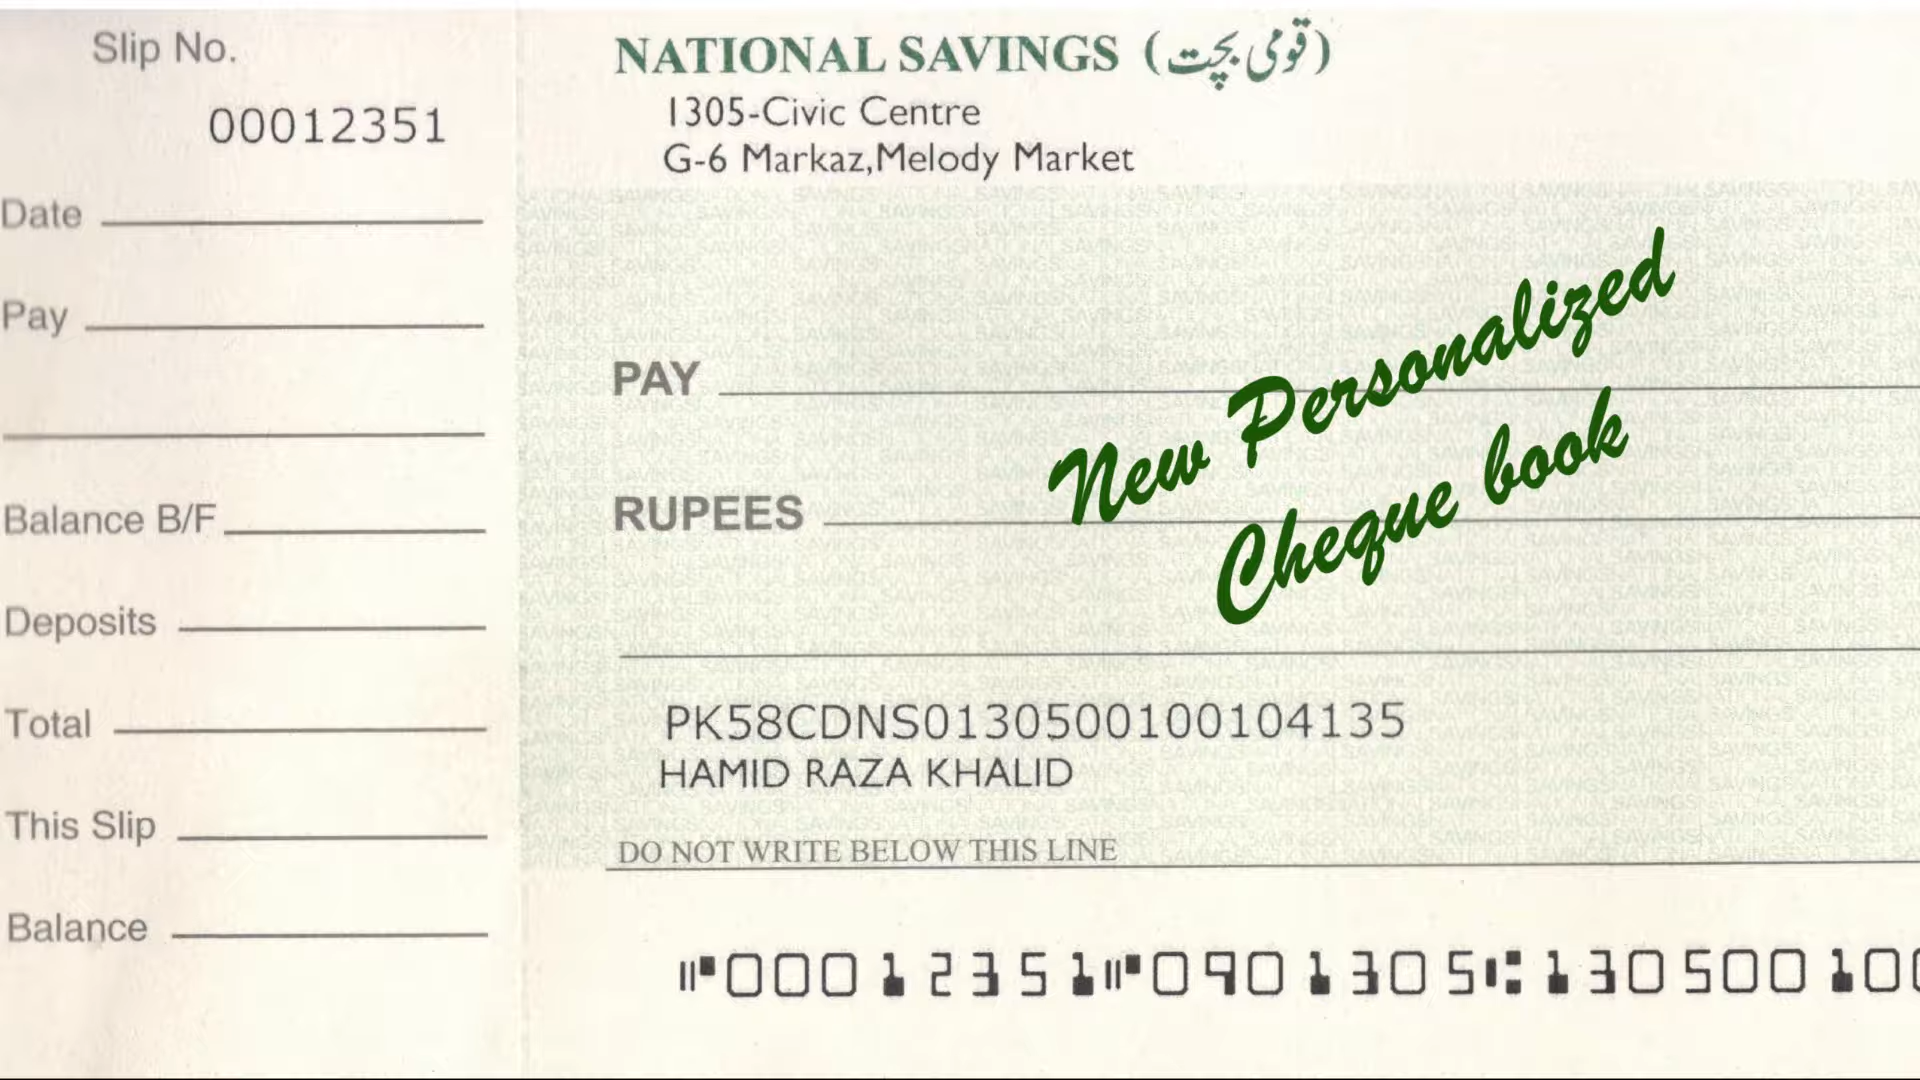 Slip No.
00012351
Date
Pay
Balance B/F
Deposits
Total
This Slip
Balance
NATIONAL SAVINGS (قومی بچت)
1305-Civic Centre
G-6 Markaz,Melody Market
PAY
RUPEES
New Personalized
Cheque book
PK58CDNS0130500100104135
HAMID RAZA KHALID
DO NOT WRITE BELOW THIS LINE
⑈00012351⑈0901305⑆130500100